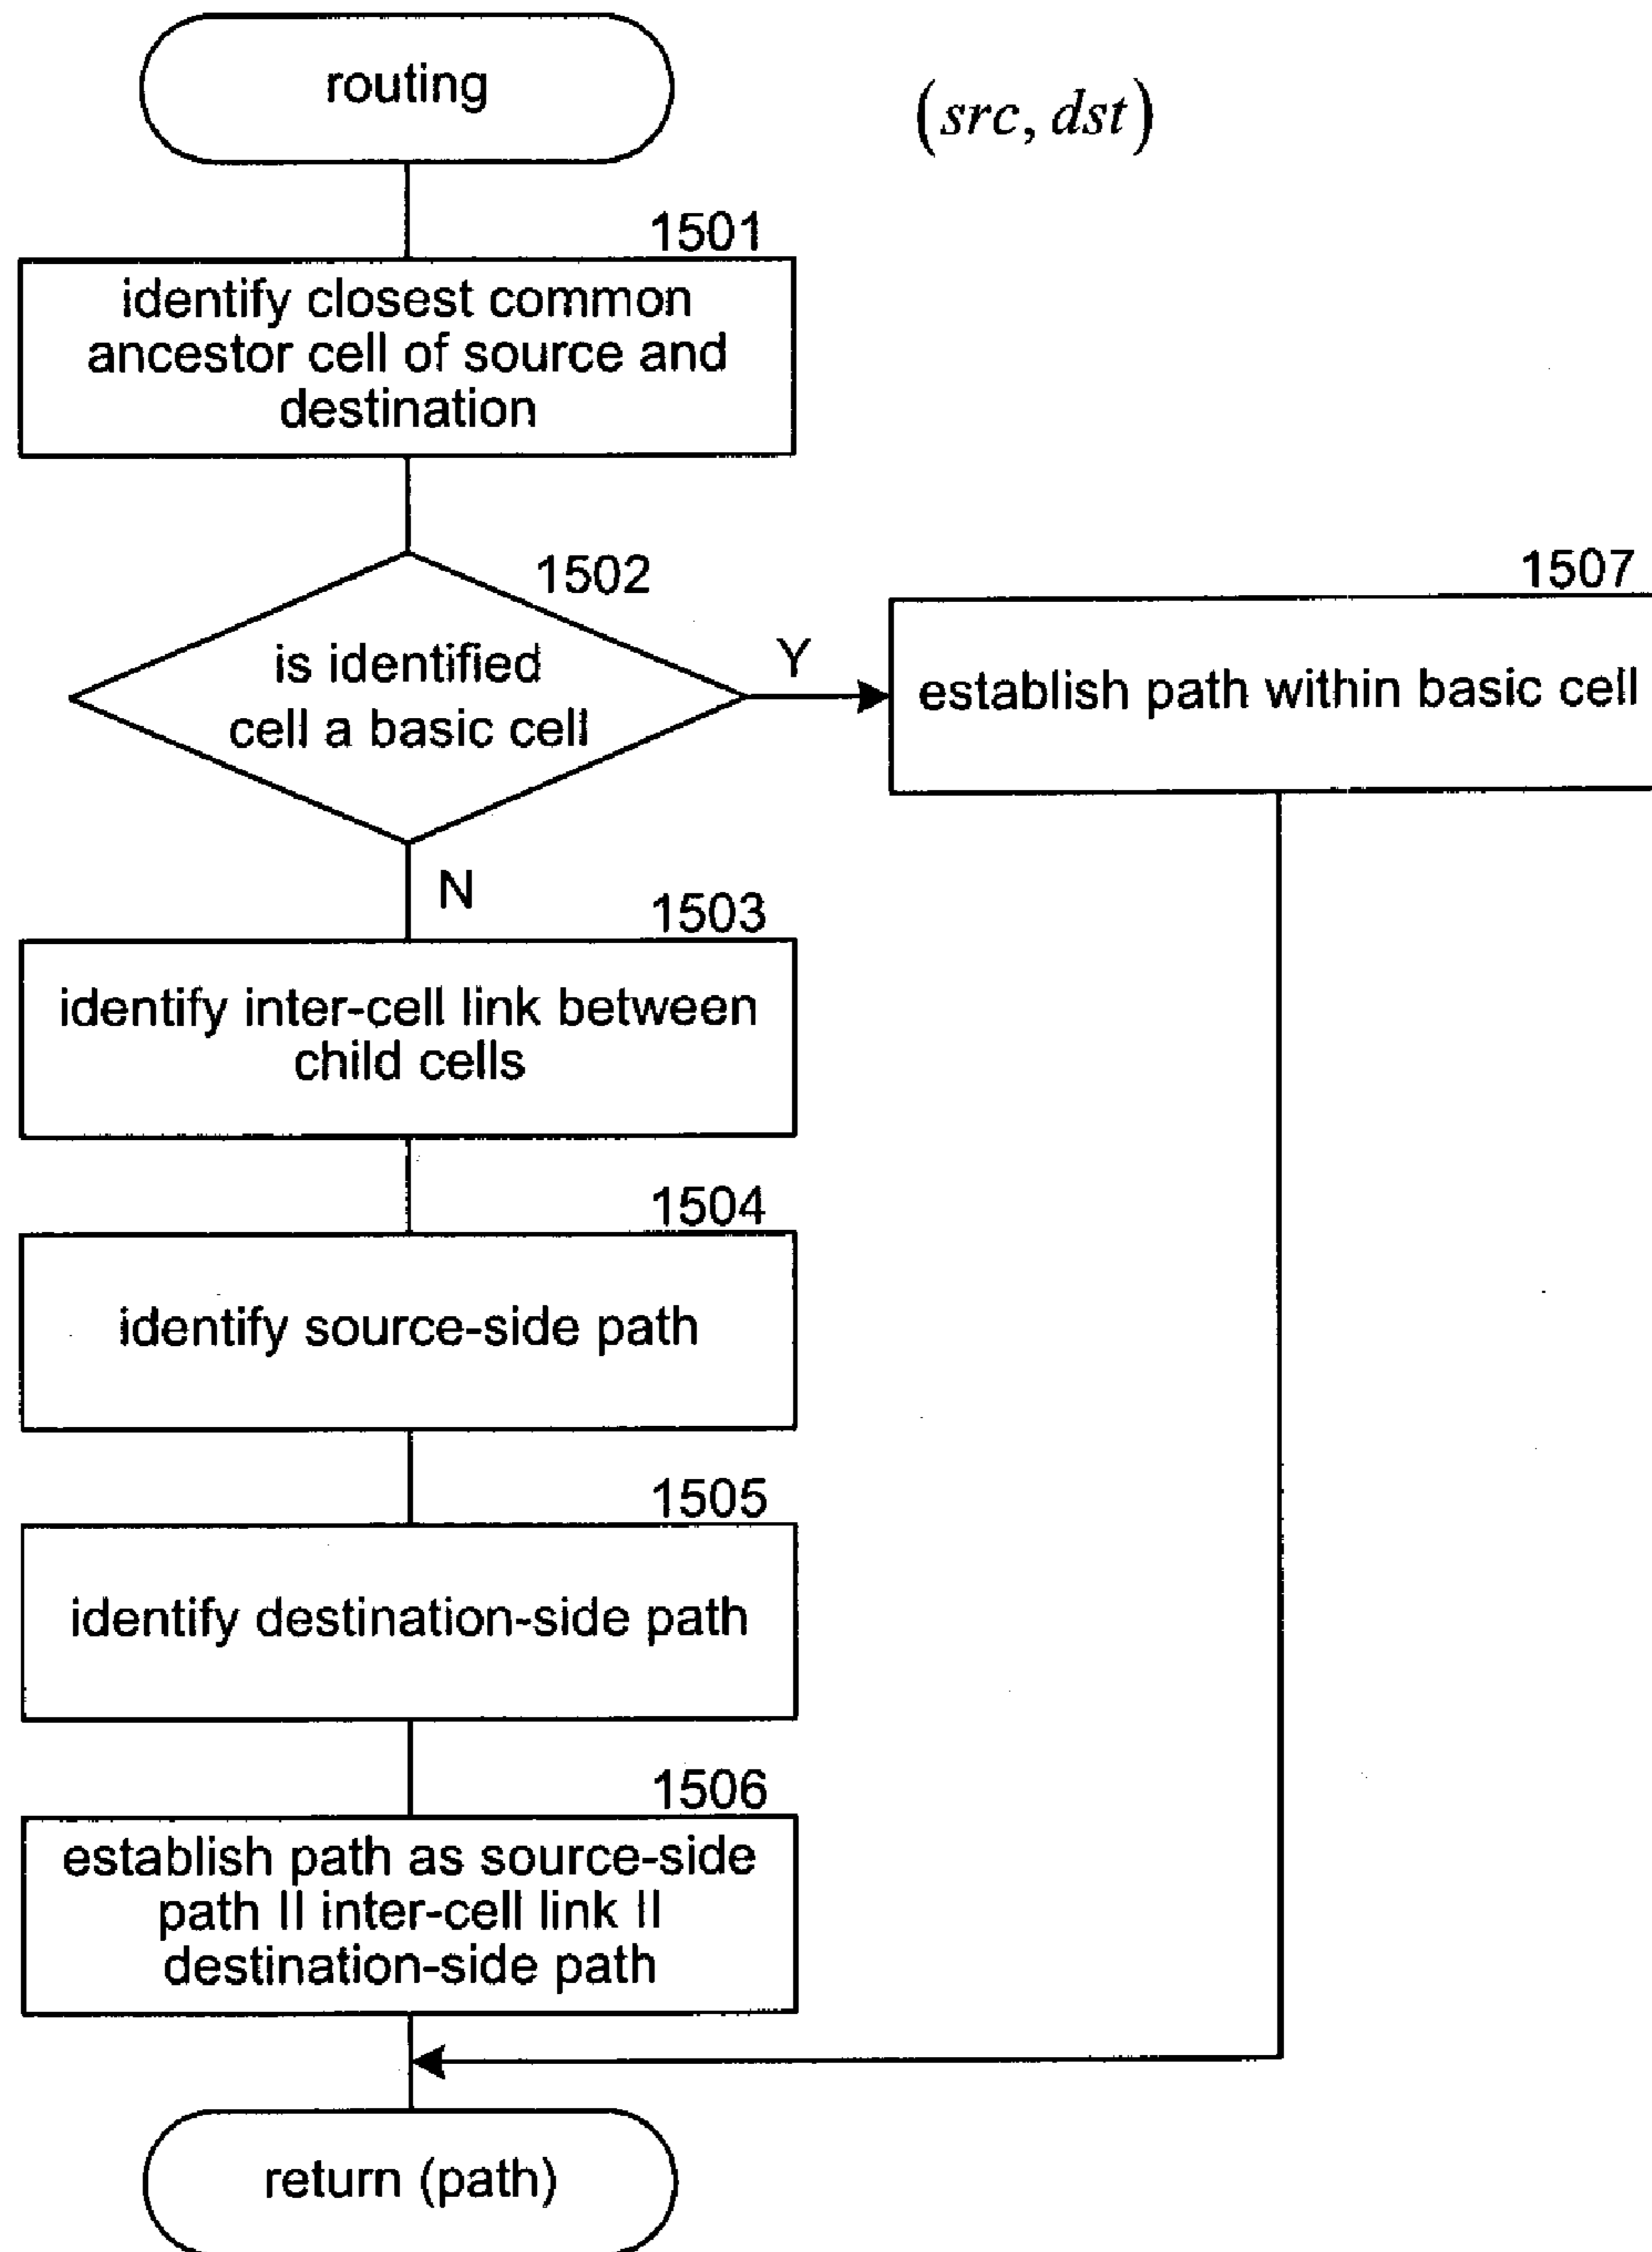 routing
(src, dst)
1501
identify closest common
ancestor cell of source and
destination
1502
is identified
cell a basic cell
Y
1507
establish path within basic cell
N
1503
identify inter-cell link between
child cells
1504
identify source-side path
1505
identify destination-side path
1506
establish path as source-side
path II inter-cell link II
destination-side path
return (path)